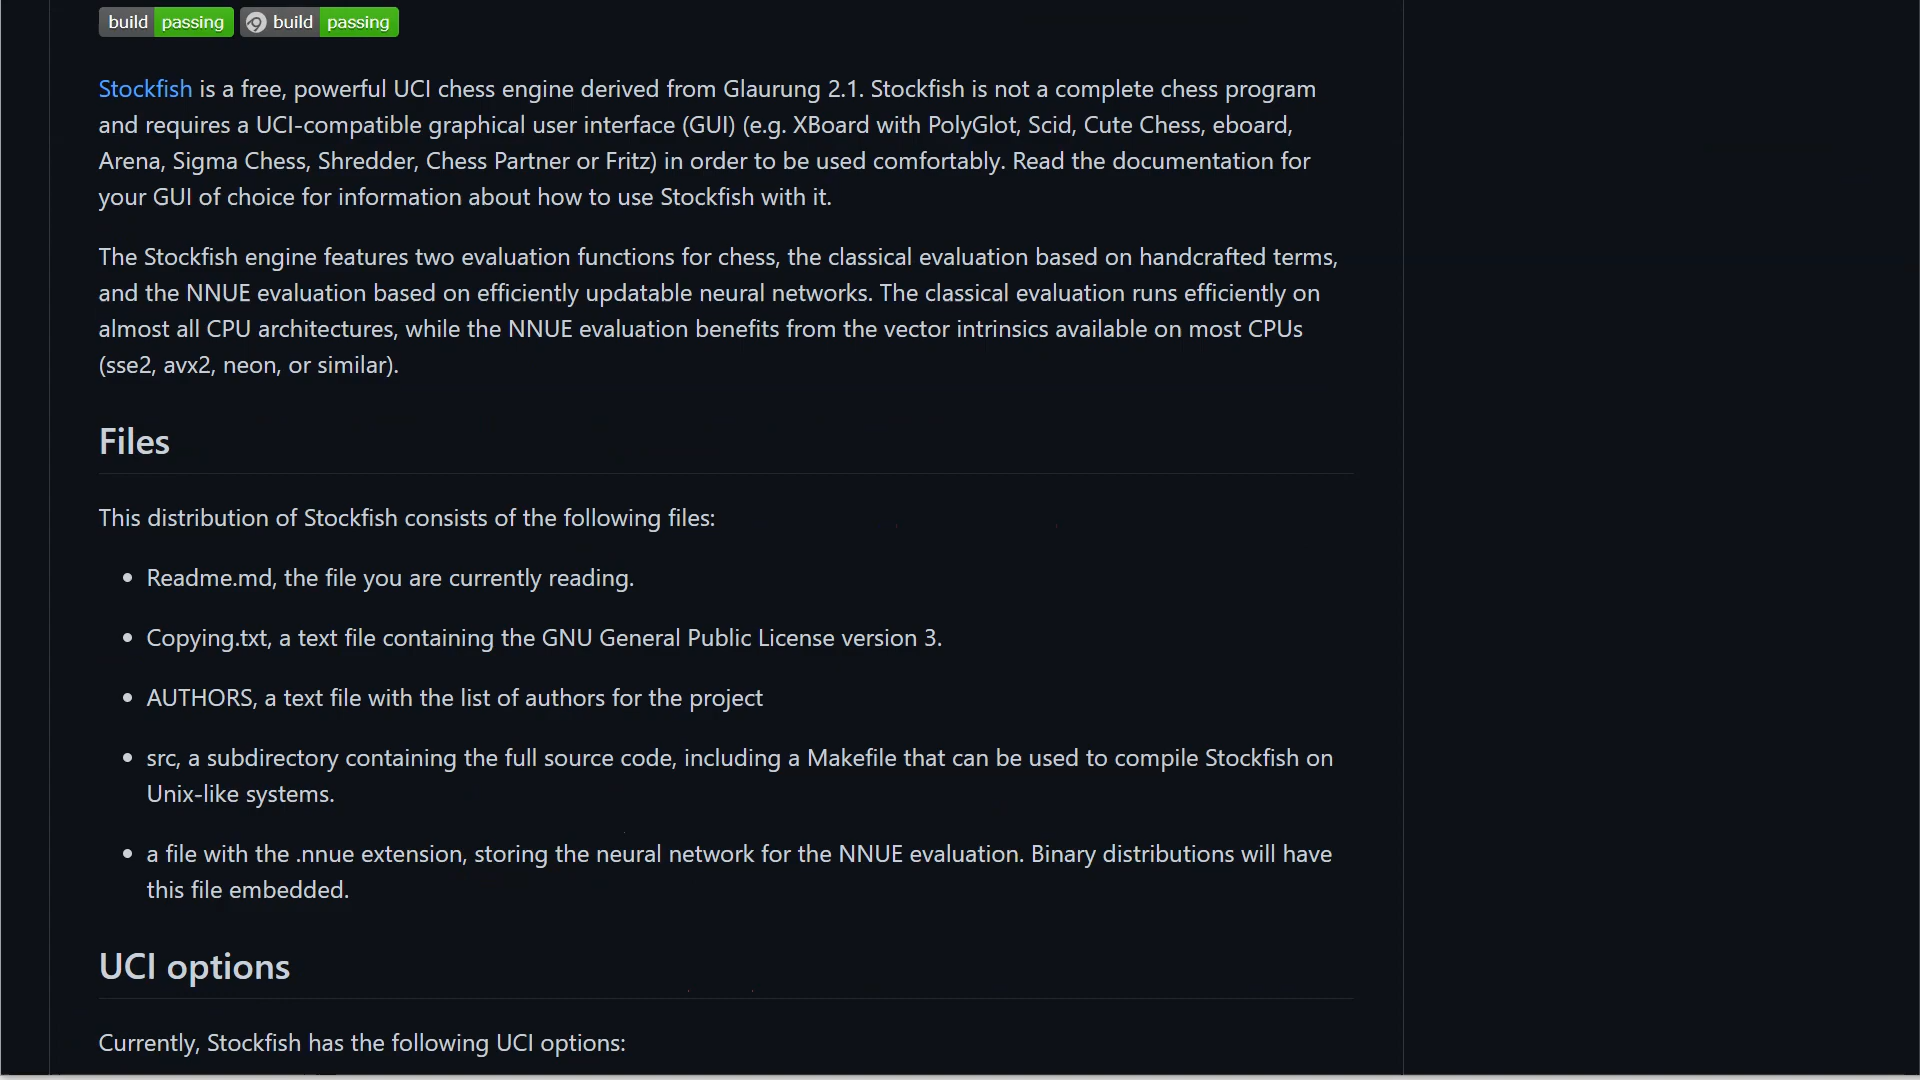 build passing build passing
Stockfish is a free, powerful UCI chess engine derived from Glaurung 2.1. Stockfish is not a complete chess program
and requires a UCI-compatible graphical user interface (GUI) (e.g. XBoard with PolyGlot, Scid, Cute Chess, eboard,
Arena, Sigma Chess, Shredder, Chess Partner or Fritz) in order to be used comfortably. Read the documentation for
your GUI of choice for information about how to use Stockfish with it.
The Stockfish engine features two evaluation functions for chess, the classical evaluation based on handcrafted terms,
and the NNUE evaluation based on efficiently updatable neural networks. The classical evaluation runs efficiently on
almost all CPU architectures, while the NNUE evaluation benefits from the vector intrinsics available on most CPUs
(sse2, avx2, neon, or similar).
Files
This distribution of Stockfish consists of the following files:
• Readme.md, the file you are currently reading.
• Copying.txt, a text file containing the GNU General Public License version 3.
• AUTHORS, a text file with the list of authors for the project
• src, a subdirectory containing the full source code, including a Makefile that can be used to compile Stockfish on
Unix-like systems.
• a file with the .nnue extension, storing the neural network for the NNUE evaluation. Binary distributions will have
this file embedded.
UCI options
Currently, Stockfish has the following UCI options: